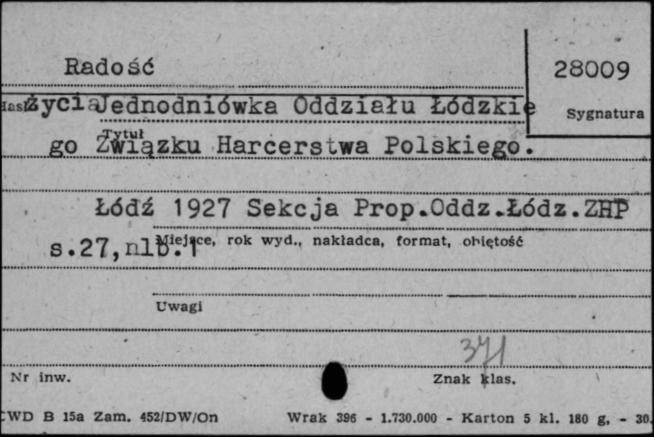 Radość
28009
Hasł życia Jednodniówka Oddziału Łódzkie
Sygnatura
Tytuł
go Związku Harcerstwa Polskiego.
Łódź 1927 Sekcja Prop.Oddz.Łódz.ZHP
s.27,nlb.1
Miejsce, rok wyd., nakładca, format, objętość
Uwagi
371
Nr inw.
Znak klas.
CWD B 15a Zam. 452/DW/On Wrak 396 - 1.730.000 - Karton 5 kl. 180 g, - 30.